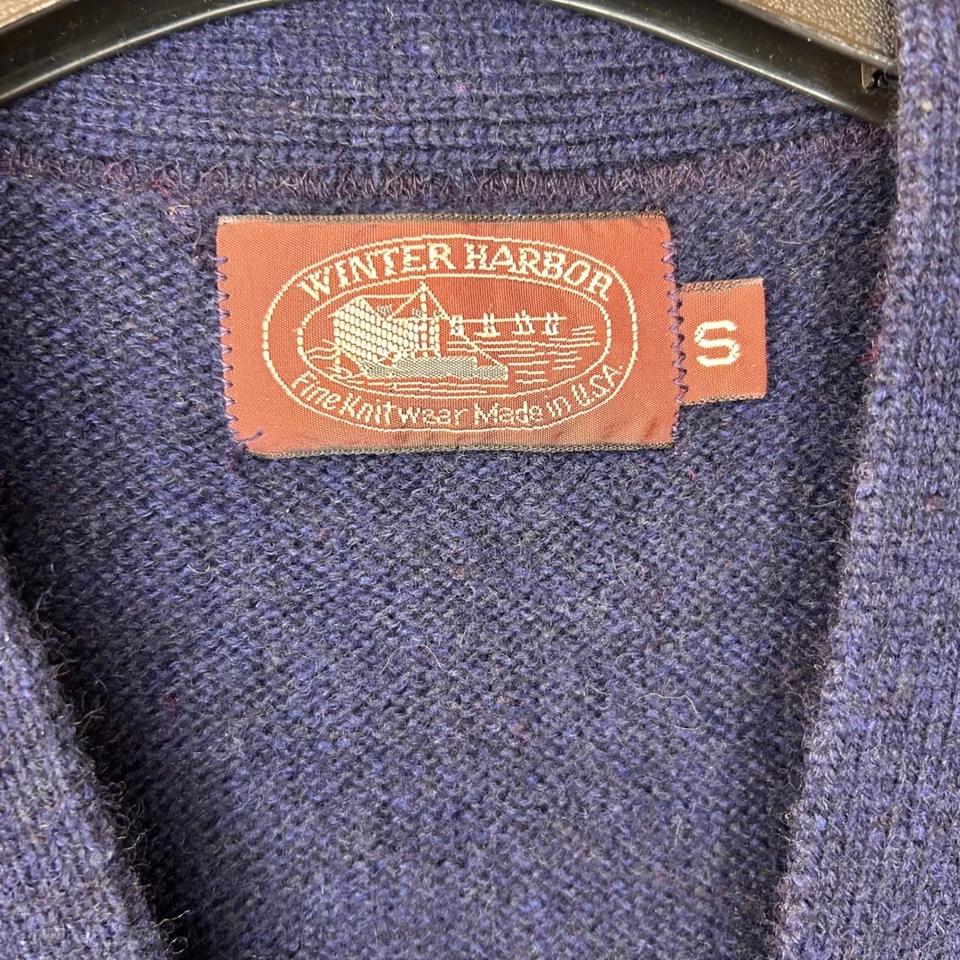 WINTER HARBOR
Fine Knitwear Made in U.S.A.
S